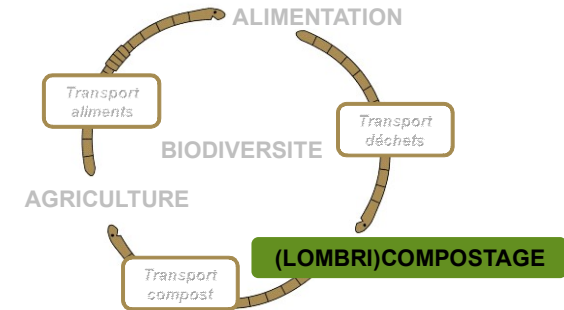 ALIMENTATION
Transport
aliments
Transport
déchets
BIODIVERSITE
AGRICULTURE
(LOMBRI)COMPOSTAGE
Transport
compost